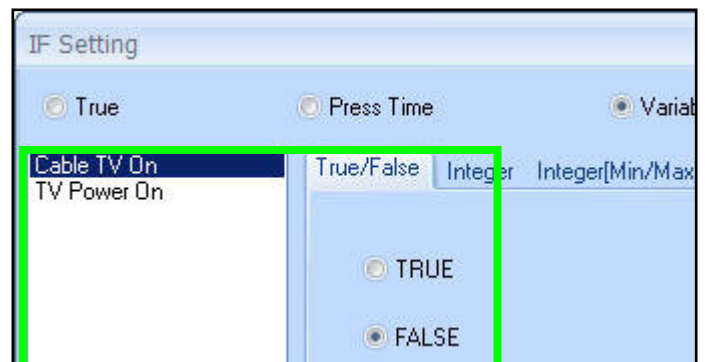 IF Setting
True Press Time Variab
Cable TV On
TV Power On
True/False Integer Integer[Min/Max
TRUE
FALSE